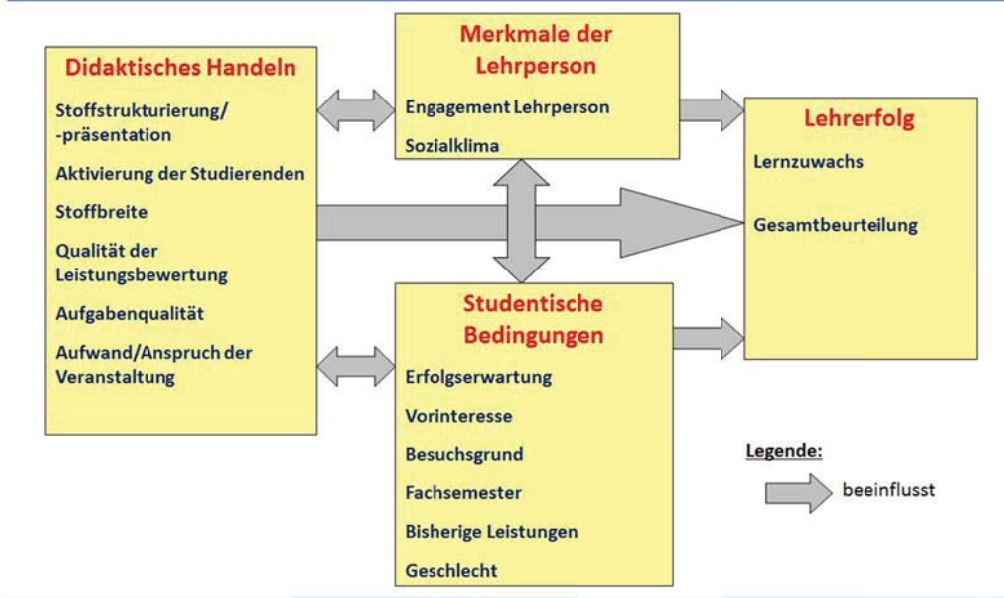 Didaktisches Handeln
Stoffstrukturierung/
-präsentation
Aktivierung der Studierenden
Stoffbreite
Qualität der
Leistungsbewertung
Aufgabenqualität
Aufwand/Anspruch der
Veranstaltung
Merkmale der
Lehrperson
Engagement Lehrperson
Sozialklima
Studentische
Bedingungen
Erfolgserwartung
Vorinteresse
Besuchsgrund
Fachsemester
Bisherige Leistungen
Geschlecht
Lehrerfolg
Lernzuwachs
Gesamtbeurteilung
Legende:
beeinflusst